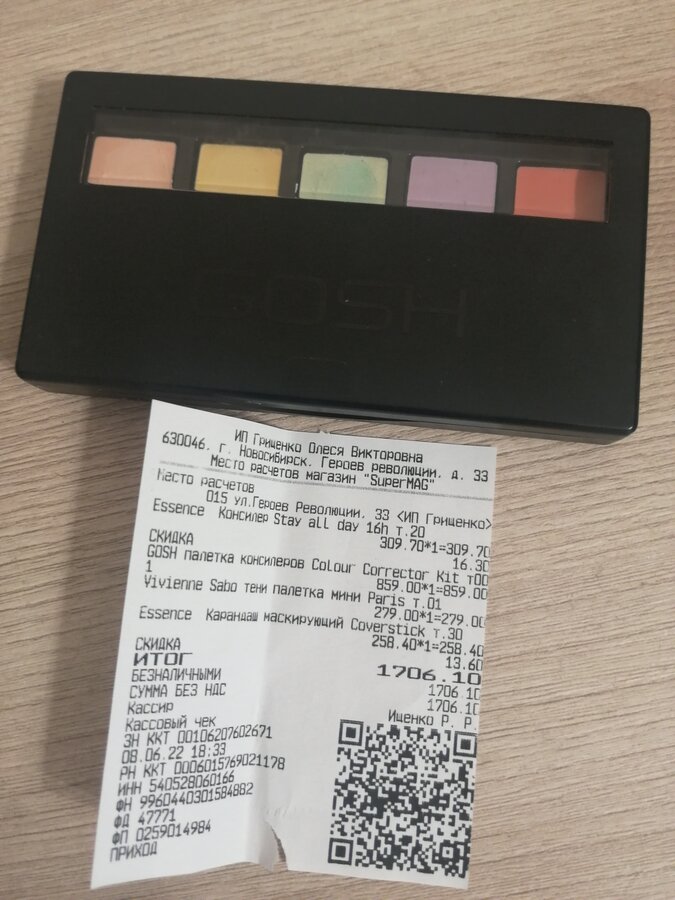 GOSH
ИП Гриценко Олеся Викторовна
630046, г. Новосибирск, Героев революции, д. 33
Место расчетов магазин "SuperMAG"
Место расчетов
015 ул.Героев Революции, 33 <ИП Гриценко>
Essence Консилер Stay all day 16h т.20
309.70*1=309.70
СКИДКА
16.30
GOSH палетка консилеров Colour Corrector Kit т00
1
859.00*1=859.00
Vivienne Sabo тени палетка мини Paris т.01
279.00*1=279.00
Essence Карандаш маскирующий Coverstick т.30
258.40*1=258.40
СКИДКА
13.60
ИТОГ 1706.10
БЕЗНАЛИЧНЫМИ 1706.10
СУММА БЕЗ НДС 1706.10
Кассир Ищенко Р. Р.
Кассовый чек
ЗН ККТ 00106207602671
08.06.22 18:33
РН ККТ 0006015769021178
ИНН 540528060166
ФН 9960440301584882
ФД 47771
ФП 0259014984
ПРИХОД